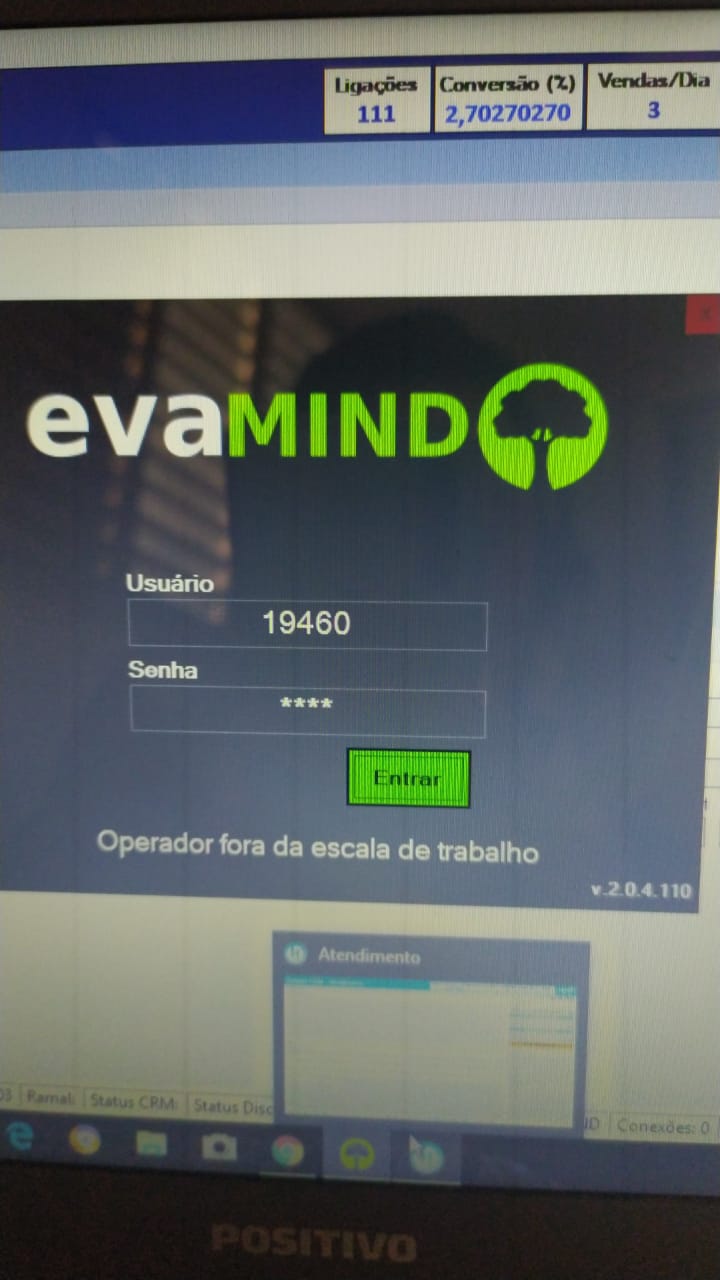 Ligações Conversão (%) Vendas/Dia
111 2,70270270 3
x
evaMIND
Usuário
19460
Senha
****
Entrar
Operador fora da escala de trabalho
v.2.0.4.110
Atendimento
03 Ramal: Status CRM: Status Disc
Conexões: 0
POSITIVO